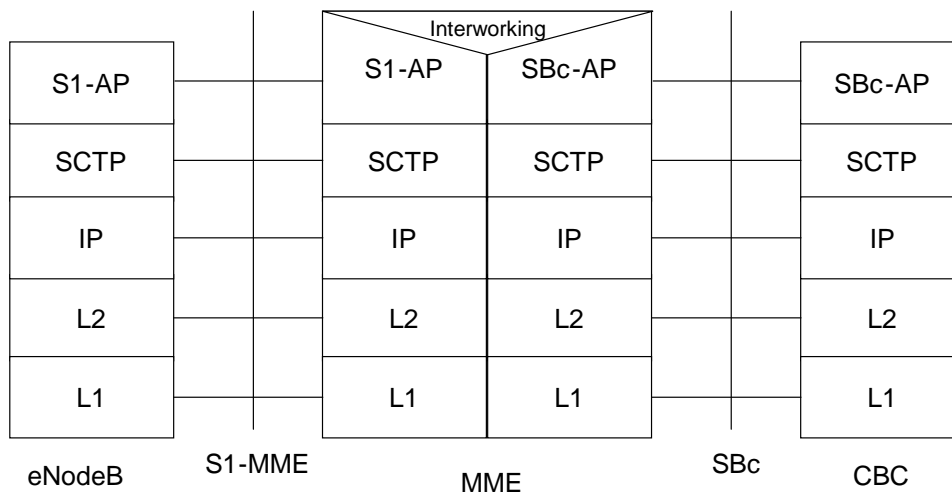 Interworking
S1-AP
S1-AP
SBc-AP
SBc-AP
SCTP
SCTP
SCTP
SCTP
IP
IP
IP
IP
L2
L2
L2
L2
L1
L1
L1
L1
eNodeB
S1-MME
MME
SBc
CBC